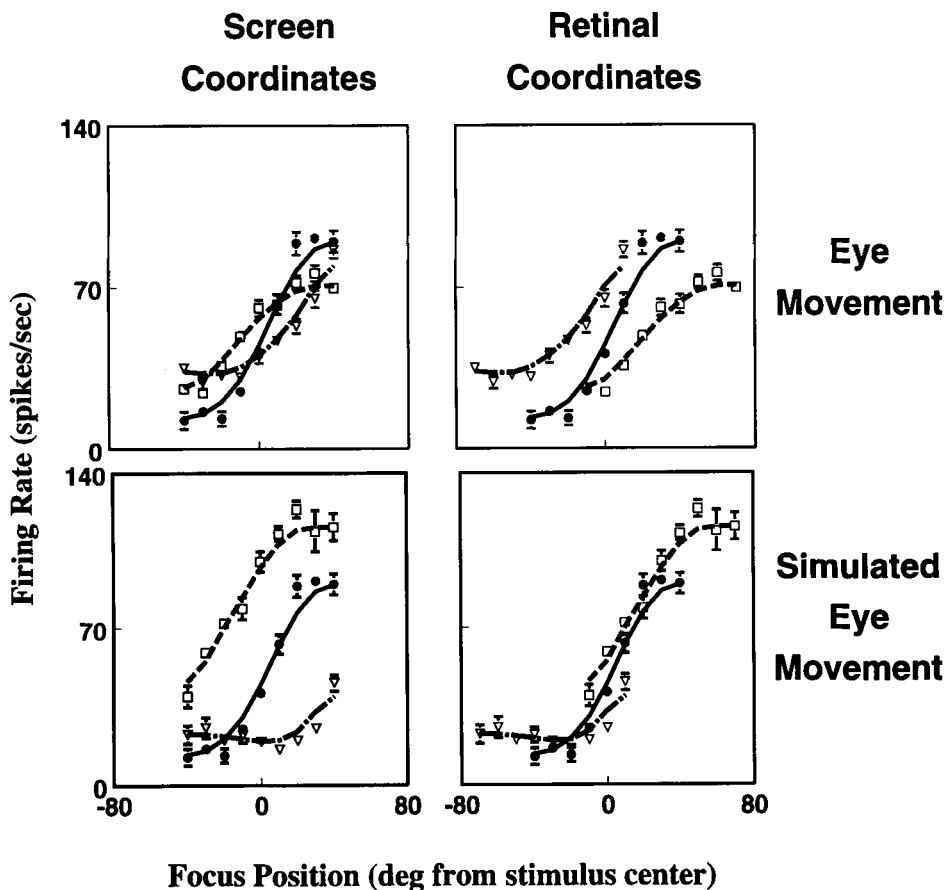 Screen
Coordinates
Retinal
Coordinates
140
70
0
Eye
Movement
140
70
0
-80
0
80
-80
0
80
Simulated
Eye
Movement
Firing Rate (spikes/sec)
Focus Position (deg from stimulus center)